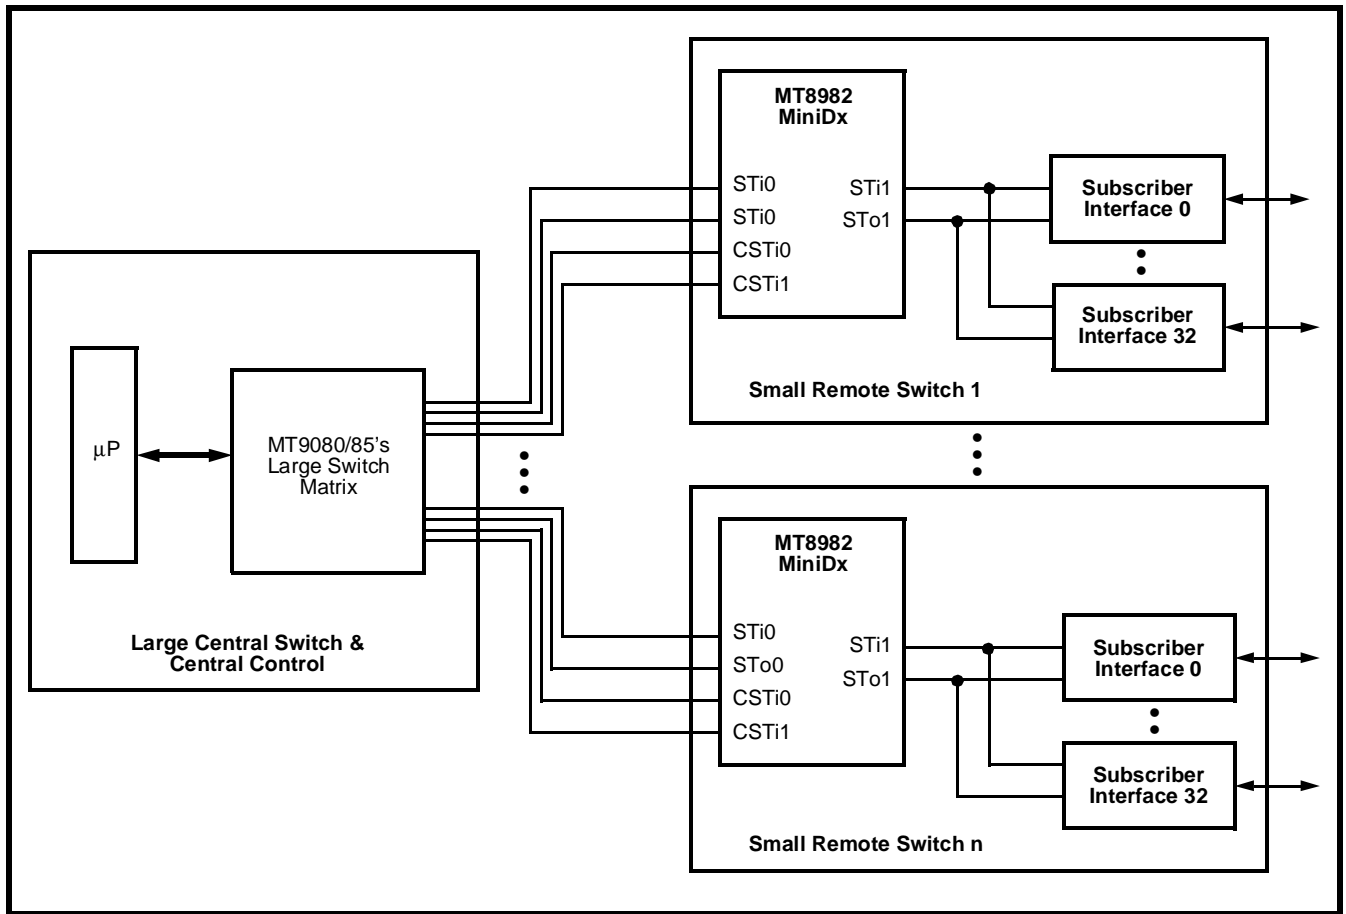 MT8982
MiniDx
STi0
STi0
CSTi0
CSTi1
STi1
STo1
Subscriber
Interface 0
Subscriber
Interface 32
Small Remote Switch 1
μP
MT9080/85's
Large Switch
Matrix
Large Central Switch &
Central Control
MT8982
MiniDx
STi0
STo0
CSTi0
CSTi1
STi1
STo1
Subscriber
Interface 0
Subscriber
Interface 32
Small Remote Switch n